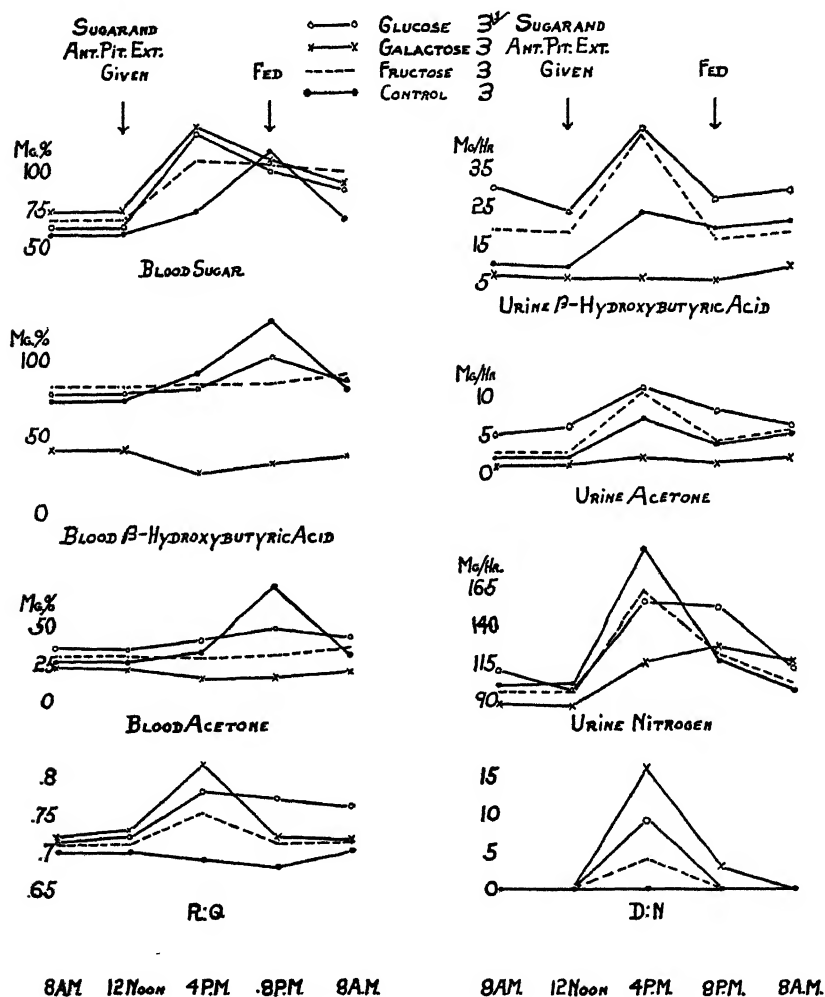 Sugar and
Ant. Pit. Ext.
Given
Fed
Glucose 3
Galactose 3
Fructose 3
Control 3
Sugar and
Ant. Pit. Ext.
Given
Fed
Mg.%
100
75
50
Blood Sugar
Mg/Hr
35
25
15
5
Urine β-Hydroxybutyric Acid
Mg.%
100
50
0
Blood β-Hydroxybutyric Acid
Mg/Hr
10
5
0
Urine Acetone
Mg.%
50
25
0
Blood Acetone
Mg/Hr.
165
140
115
90
Urine Nitrogen
.8
.75
.7
.65
R:Q
15
10
5
0
D:N
8AM. 12Noon 4P.M. 8P.M. 8A.M.
8AM. 12Noon 4P.M. 8P.M. 8A.M.